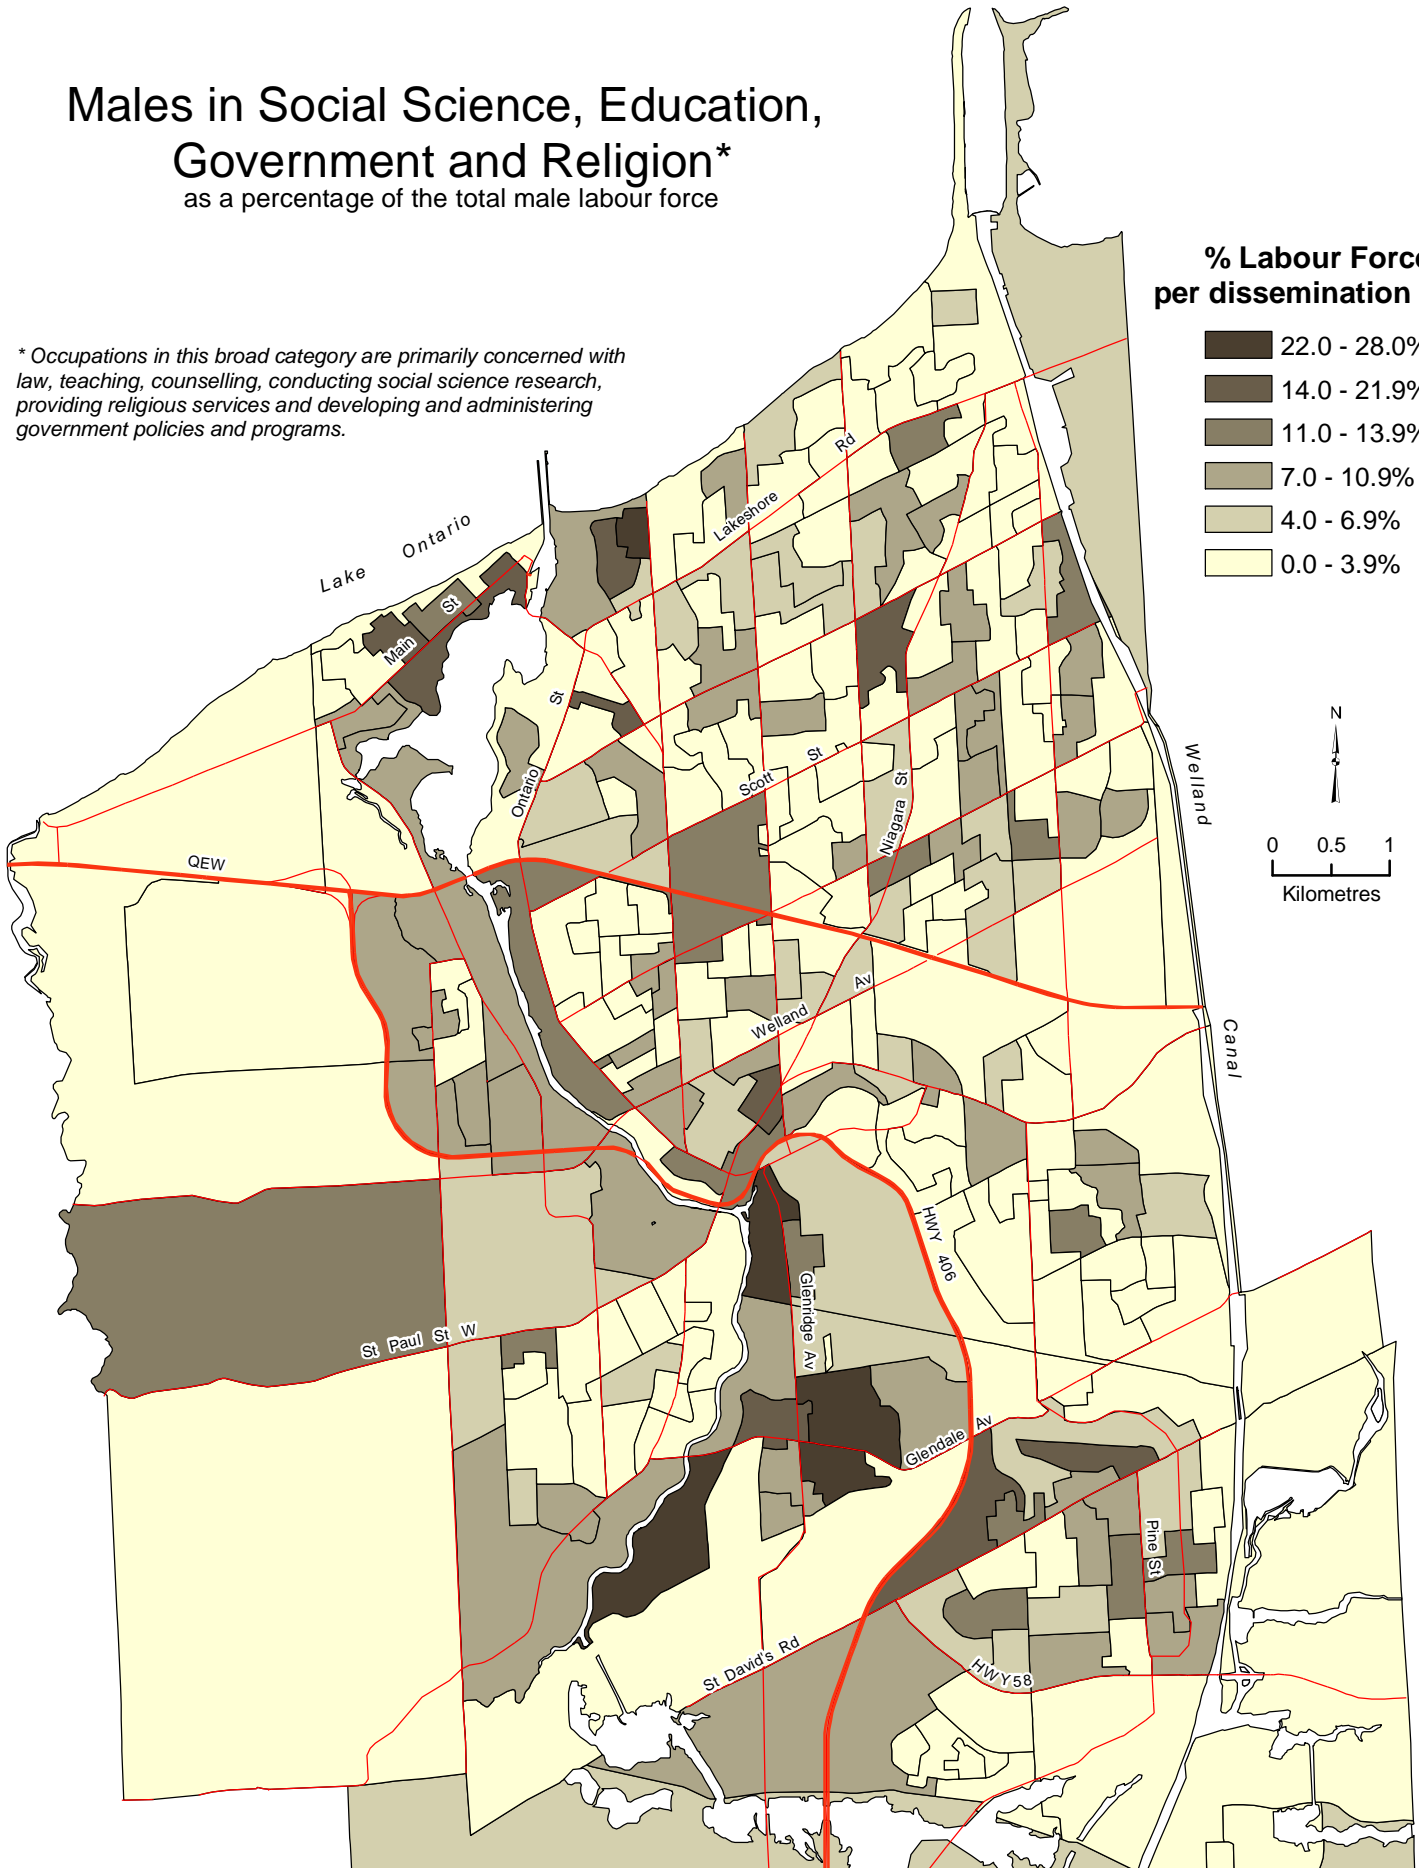 Males in Social Science, Education,
Government and Religion*
as a percentage of the total male labour force
% Labour Force
per dissemination
22.0 - 28.0%
14.0 - 21.9%
11.0 - 13.9%
7.0 - 10.9%
4.0 - 6.9%
0.0 - 3.9%
* Occupations in this broad category are primarily concerned with
law, teaching, counselling, conducting social science research,
providing religious services and developing and administering
government policies and programs.
Lake Ontario
Lakeshore Rd
Main St
Ontario St
Scott St
Niagara St
Welland
Canal
N
0 0.5 1
Kilometres
QEW
Welland Av
HWY 406
Glenridge Av
St Paul St W
Glendale Av
Pine St
St David's Rd
HWY58